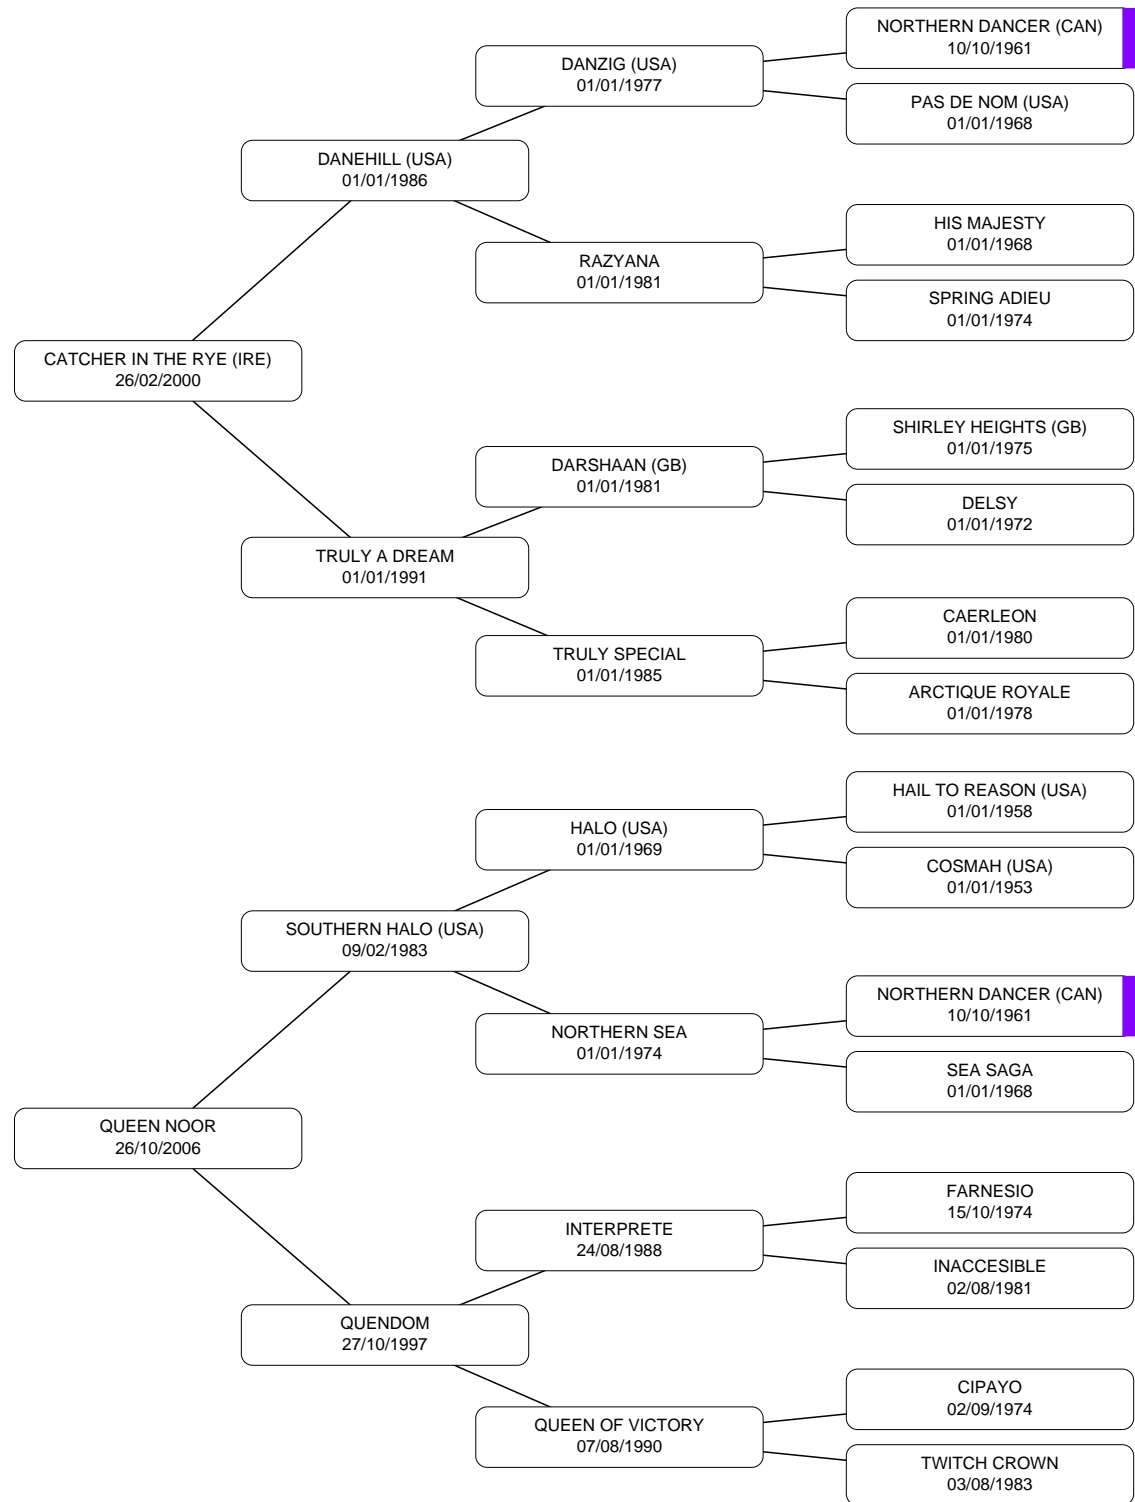 NORTHERN DANCER (CAN)
10/10/1961
DANZIG (USA)
01/01/1977
PAS DE NOM (USA)
01/01/1968
DANEHILL (USA)
01/01/1986
HIS MAJESTY
01/01/1968
RAZYANA
01/01/1981
SPRING ADIEU
01/01/1974
CATCHER IN THE RYE (IRE)
26/02/2000
SHIRLEY HEIGHTS (GB)
01/01/1975
DARSHAAN (GB)
01/01/1981
DELSY
01/01/1972
TRULY A DREAM
01/01/1991
CAERLEON
01/01/1980
TRULY SPECIAL
01/01/1985
ARCTIQUE ROYALE
01/01/1978
HAIL TO REASON (USA)
01/01/1958
HALO (USA)
01/01/1969
COSMAH (USA)
01/01/1953
SOUTHERN HALO (USA)
09/02/1983
NORTHERN DANCER (CAN)
10/10/1961
NORTHERN SEA
01/01/1974
SEA SAGA
01/01/1968
QUEEN NOOR
26/10/2006
FARNESIO
15/10/1974
INTERPRETE
24/08/1988
INACCESIBLE
02/08/1981
QUENDOM
27/10/1997
CIPAYO
02/09/1974
QUEEN OF VICTORY
07/08/1990
TWITCH CROWN
03/08/1983